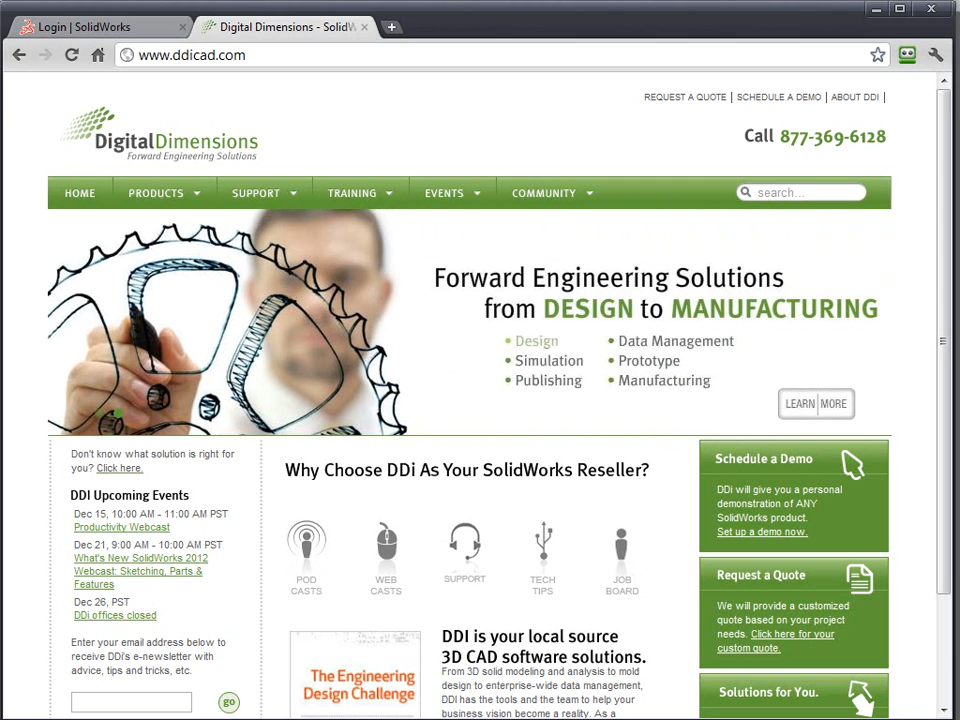 Login | SolidWorks
Digital Dimensions - SolidW
www.ddicad.com
REQUEST A QUOTE | SCHEDULE A DEMO | ABOUT DDI |
DigitalDimensions
Forward Engineering Solutions
Call 877-369-6128
HOME PRODUCTS SUPPORT TRAINING EVENTS COMMUNITY search...
Forward Engineering Solutions
from DESIGN to MANUFACTURING
• Design • Data Management
• Simulation • Prototype
• Publishing • Manufacturing
LEARN MORE
Don't know what solution is right for
you? Click here.
DDI Upcoming Events
Dec 15, 10:00 AM - 11:00 AM PST
Productivity Webcast
Dec 21, 9:00 AM - 10:00 AM PST
What's New SolidWorks 2012
Webcast: Sketching, Parts &
Features
Dec 26, PST
DDi offices closed
Enter your email address below to
receive DDi's e-newsletter with
advice, tips and tricks, etc.
go
Why Choose DDi As Your SolidWorks Reseller?
POD
CASTS
WEB
CASTS
SUPPORT
TECH
TIPS
JOB
BOARD
The Engineering
Design Challenge
DDI is your local source
3D CAD software solutions.
From 3D solid modeling and analysis to mold
design to enterprise-wide data management,
DDI has the tools and the team to help your
business vision become a reality. As a
Schedule a Demo
DDi will give you a personal
demonstration of ANY
SolidWorks product.
Set up a demo now.
Request a Quote
We will provide a customized
quote based on your project
needs. Click here for your
custom quote.
Solutions for You.